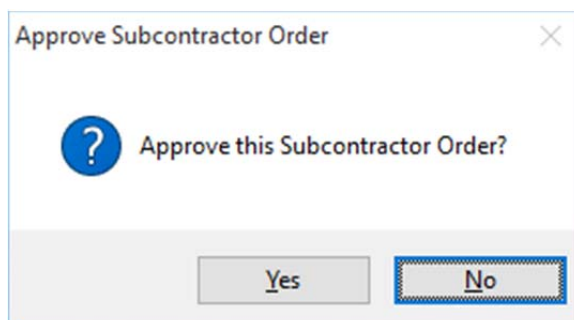 Approve Subcontractor Order
Approve this Subcontractor Order?
Yes
No